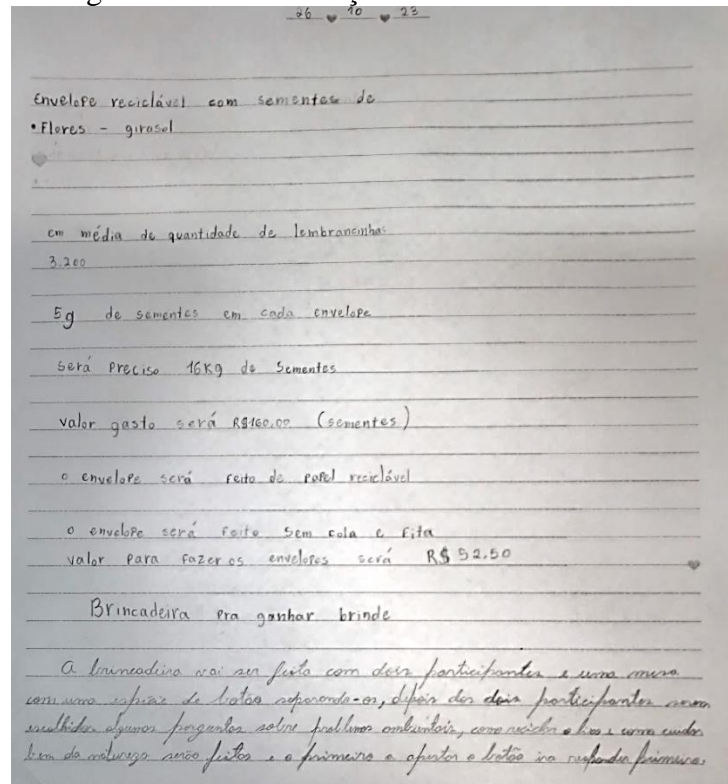 26 10 23
Envelope reciclável com sementes de
• Flores - girasol
em média de quantidade de lembrancinhas
3.200
5g de sementes em cada envelope
será preciso 16Kg de Sementes
valor gasto será R$160,00 (sementes)
o envelope será feito de papel reciclável
o envelope será feito sem cola e fita
valor para fazer os envelopes será R$ 52.50
Brincadeira pra ganhar brinde
A brincadeira vai ser feita com dois participantes e uma mesa
com uma espécie de botão separando-os, depois dos dois participantes serem
escolhidos algumas perguntas sobre problemas ambientais, como reciclar o lixo e como cuidar
bem da natureza serão feitas e o primeiro a apertar o botão ira responder primeiro.